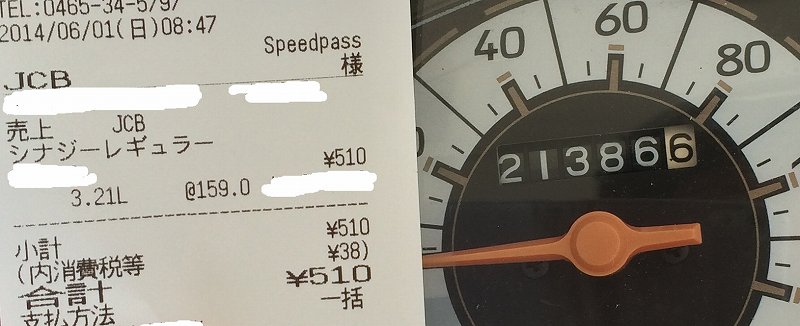 TEL:0465-34-5797
2014/06/01(日)08:47
Speedpass
様
JCB
売上 JCB
シナジーレギュラー
¥510
3.21L @159.0
¥510
小計
¥38)
(内消費税等
¥510
合計
一括
支払方法
40
60
80
213866